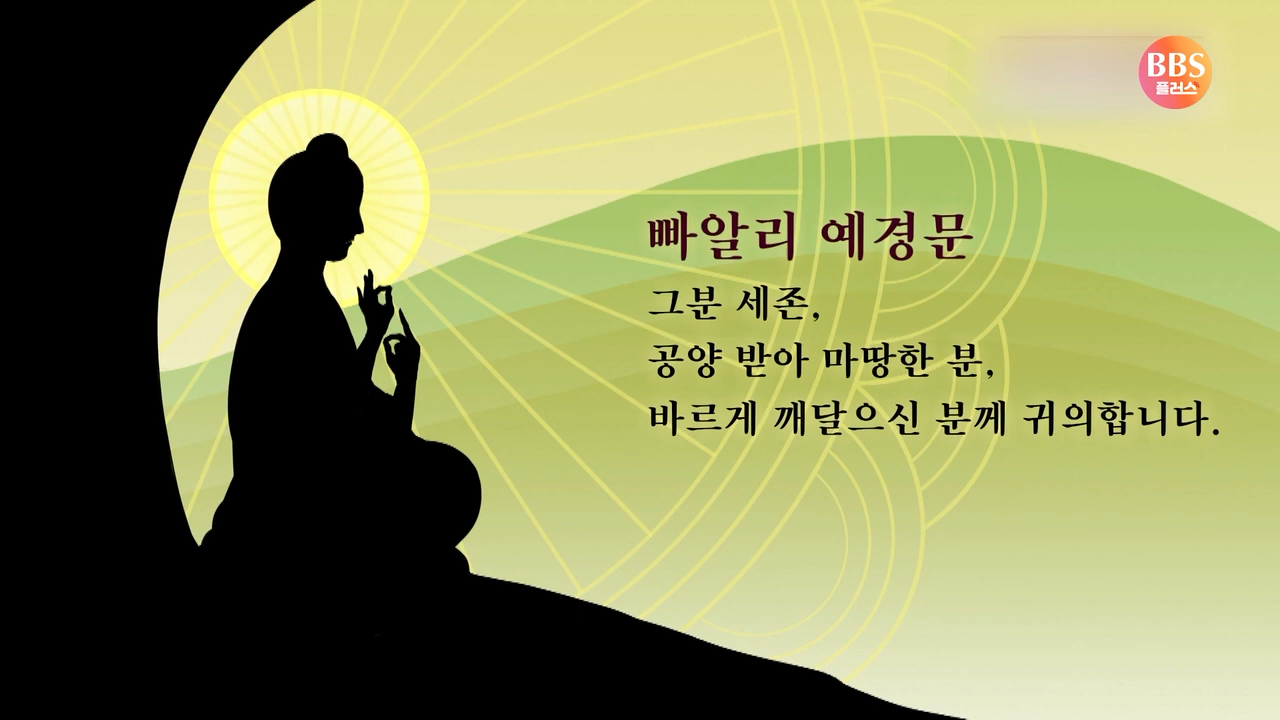 BBS
플러스
빠알리 예경문
그분 세존,
공양 받아 마땅한 분,
바르게 깨달으신 분께 귀의합니다.